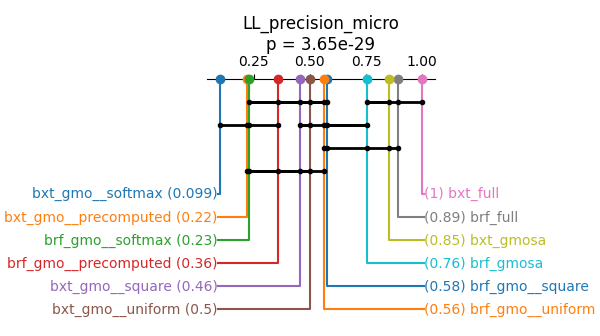 LL_precision_micro
p = 3.65e-29
0.25 0.50 0.75 1.00
bxt_gmo__softmax (0.099) (1) bxt_full
bxt_gmo__precomputed (0.22) (0.89) brf_full
brf_gmo__softmax (0.23) (0.85) bxt_gmosa
brf_gmo__precomputed (0.36) (0.76) brf_gmosa
bxt_gmo__square (0.46) (0.58) brf_gmo__square
bxt_gmo__uniform (0.5) (0.56) brf_gmo__uniform